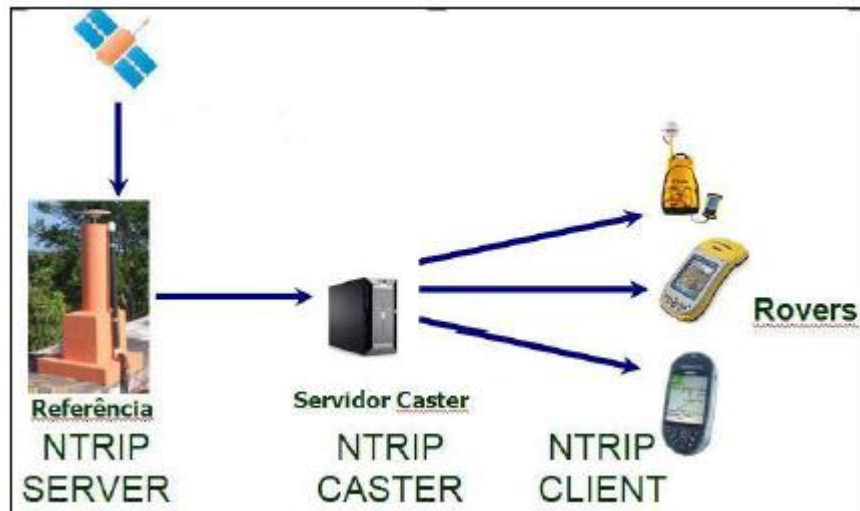 Rovers
Referência
Servidor Caster
NTRIP
SERVER
NTRIP
CASTER
NTRIP
CLIENT